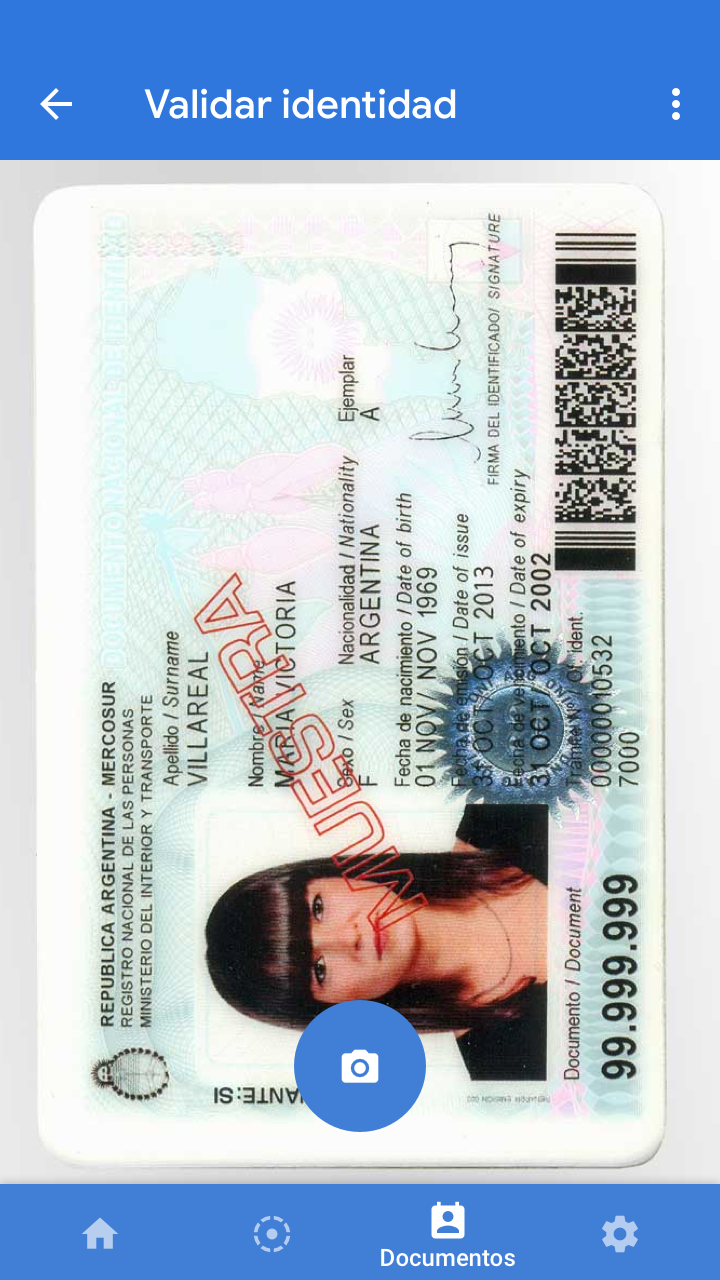 Validar identidad
DOCUMENTO NACIONAL DE IDENTIDAD
REPUBLICA ARGENTINA - MERCOSUR
REGISTRO NACIONAL DE LAS PERSONAS
MINISTERIO DEL INTERIOR Y TRANSPORTE
Apellido / Surname
VILLAREAL
Nombre / Name
MARIA VICTORIA
Sexo / Sex
F
Nacionalidad / Nationality
ARGENTINA
Ejemplar
A
Fecha de nacimiento / Date of birth
01 NOV/ NOV 1969
Fecha de emisión / Date of issue
OCT/ OCT 2013
Fecha de vencimiento / Date of expiry
31 OCT/ OCT 2002
FIRMA DEL IDENTIFICADO/ SIGNATURE
Of. Ident.
00000010532
7000
MUESTRA
Documento / Document
99.999.999
ANTE:SI
Documentos